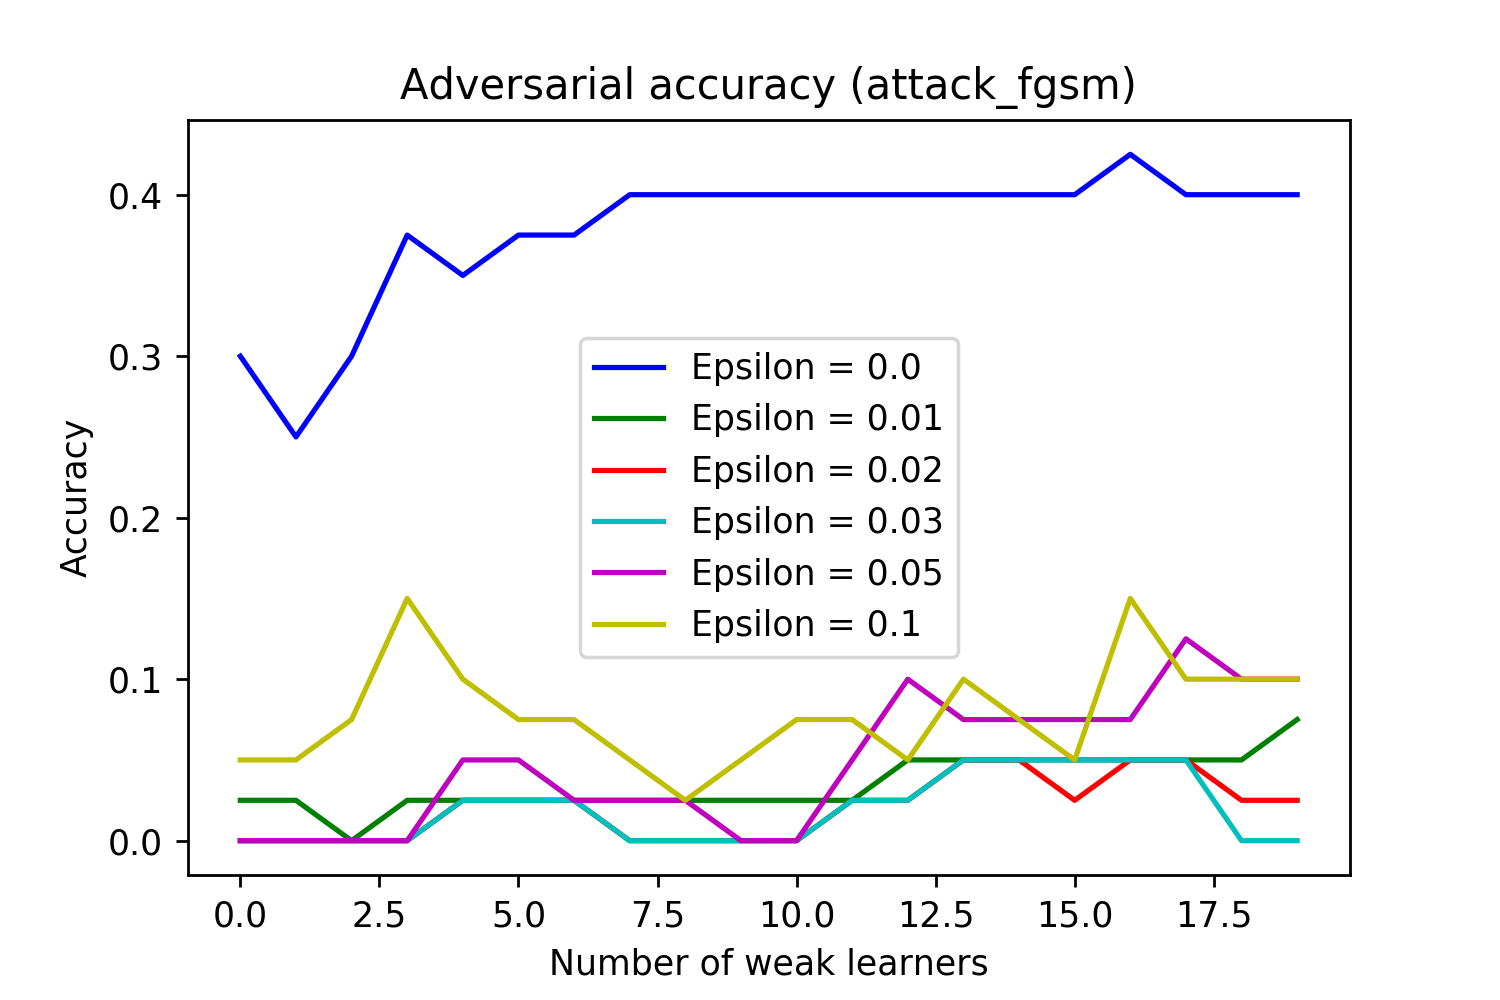 Adversarial accuracy (attack_fgsm)
0.4
0.3
0.2
0.1
0.0
Accuracy
Epsilon = 0.0
Epsilon = 0.01
Epsilon = 0.02
Epsilon = 0.03
Epsilon = 0.05
Epsilon = 0.1
0.0 2.5 5.0 7.5 10.0 12.5 15.0 17.5
Number of weak learners